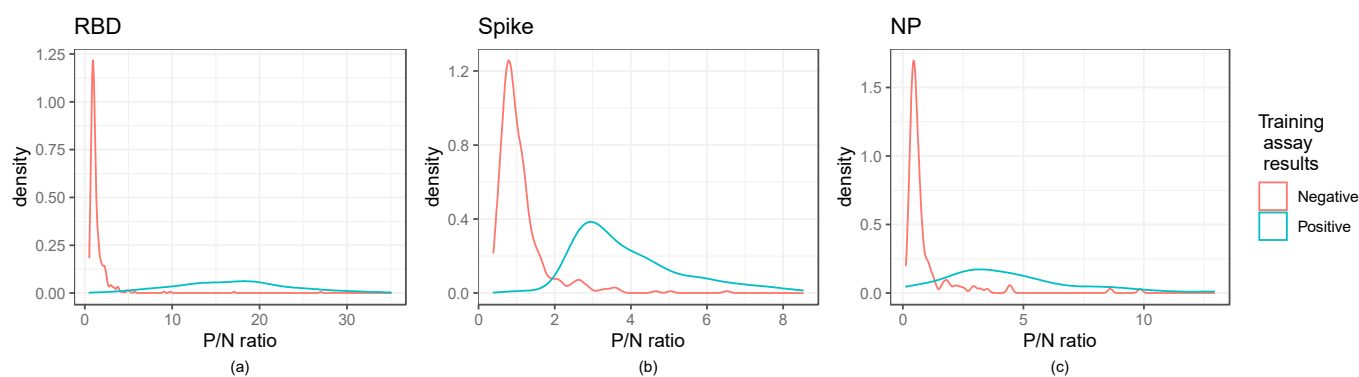 RBD
Spike
NP
1.25
1.00
0.75
0.50
0.25
0.00
density
0
10
20
30
P/N ratio
(a)
1.2
0.8
0.4
0.0
density
0
2
4
6
8
P/N ratio
(b)
1.5
1.0
0.5
0.0
density
0
5
10
P/N ratio
(c)
Training
assay
results
Negative
Positive